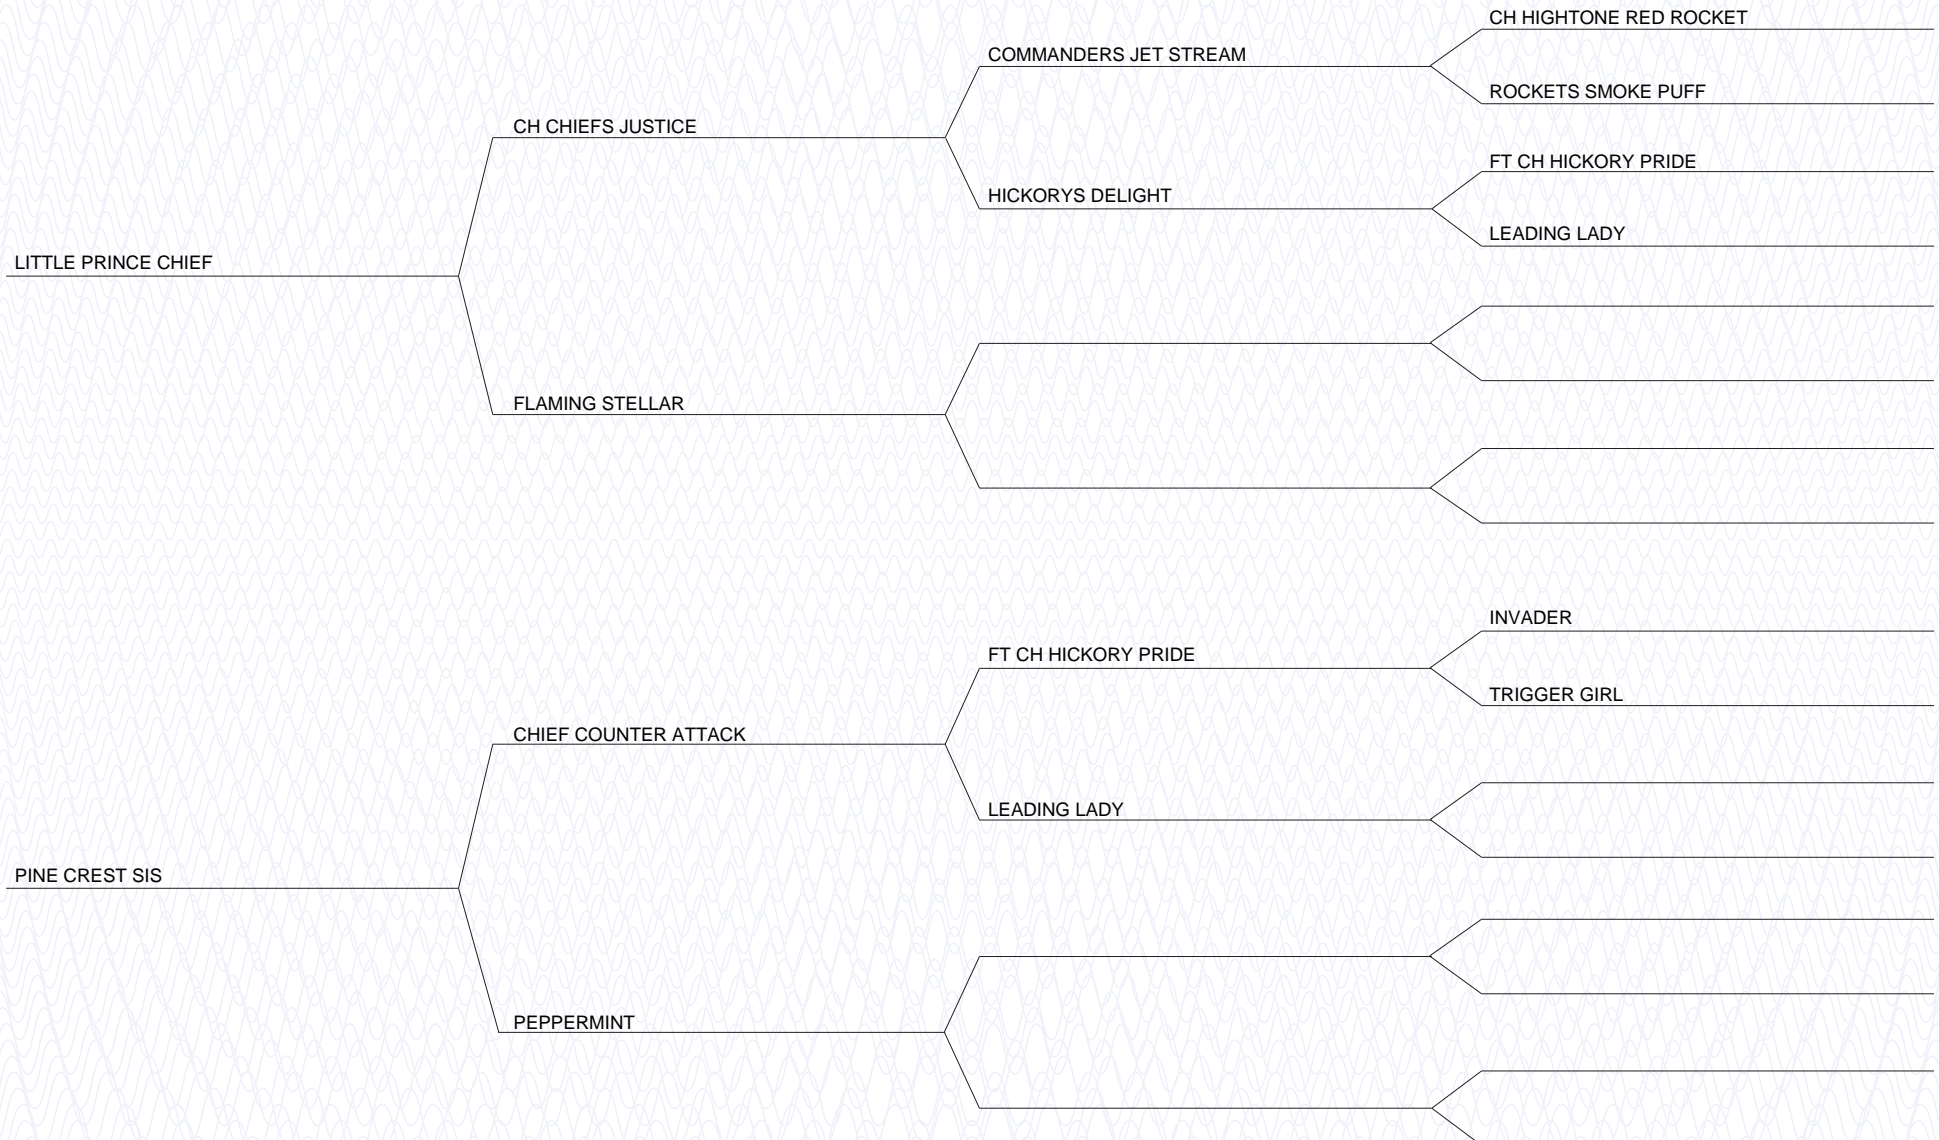 CH HIGHTONE RED ROCKET
COMMANDERS JET STREAM
ROCKETS SMOKE PUFF
CH CHIEFS JUSTICE
FT CH HICKORY PRIDE
HICKORYS DELIGHT
LEADING LADY
LITTLE PRINCE CHIEF
FLAMING STELLAR
INVADER
FT CH HICKORY PRIDE
TRIGGER GIRL
CHIEF COUNTER ATTACK
LEADING LADY
PINE CREST SIS
PEPPERMINT